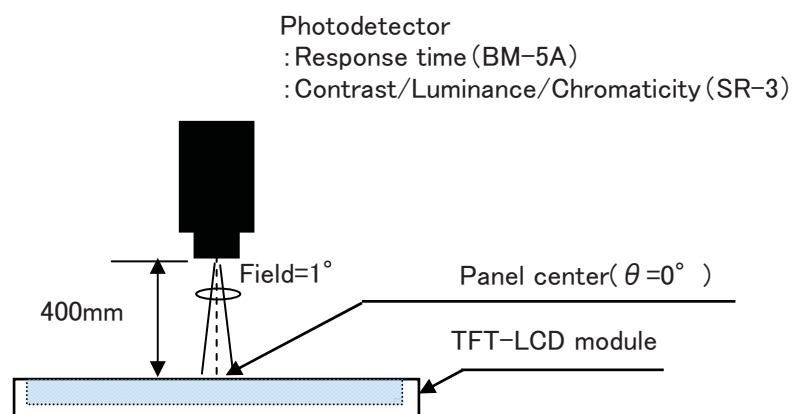 Photodetector
:Response time(BM-5A)
:Contrast/Luminance/Chromaticity(SR-3)
Field=1°
Panel center( θ=0° )
400mm
TFT-LCD module